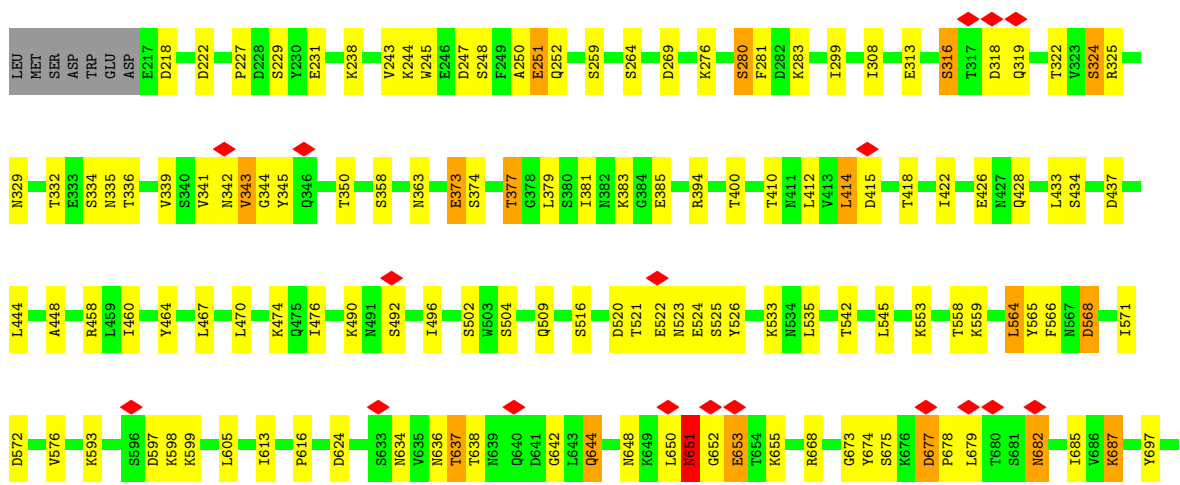 LEU MET SER ASP TRP GLU ASP E217 D218 D222 P227 D228 S229 Y230 E231 K238 V243 K244 W245 E246 D247 S248 F249 A250 E251 Q252 S259 S264 D269 K276 S280 F281 D282 K283 I299 I308 E313 S316 T317 D318 Q319 T322 V323 S324 R325
N329 T332 E333 S334 N335 T336 V339 S340 V341 N342 V343 G344 Y345 Q346 T350 S358 N363 E373 S374 T377 G378 L379 S380 I381 N382 K383 G384 E385 R394 T400 T410 N411 L412 V413 L414 D415 T418 I422 E426 N427 Q428 L433 S434 D437
L444 A448 R458 L459 I460 Y464 L467 L470 K474 Q475 I476 K490 N491 S492 I496 S502 W503 S504 Q509 S516 D520 T521 E522 N523 E524 S525 Y526 K533 N534 L535 T542 L545 K553 T558 K559 L564 Y565 F566 N567 D568 I571
D572 V576 K593 S596 D597 K598 K599 L605 I613 P616 D624 S633 N634 V635 N636 T637 T638 N639 Q640 D641 G642 L643 Q644 N648 K649 L650 N651 G652 E653 T654 K655 R668 G673 Y674 S675 K676 D677 P678 L679 T680 S681 N682 I685 V686 K687 Y697